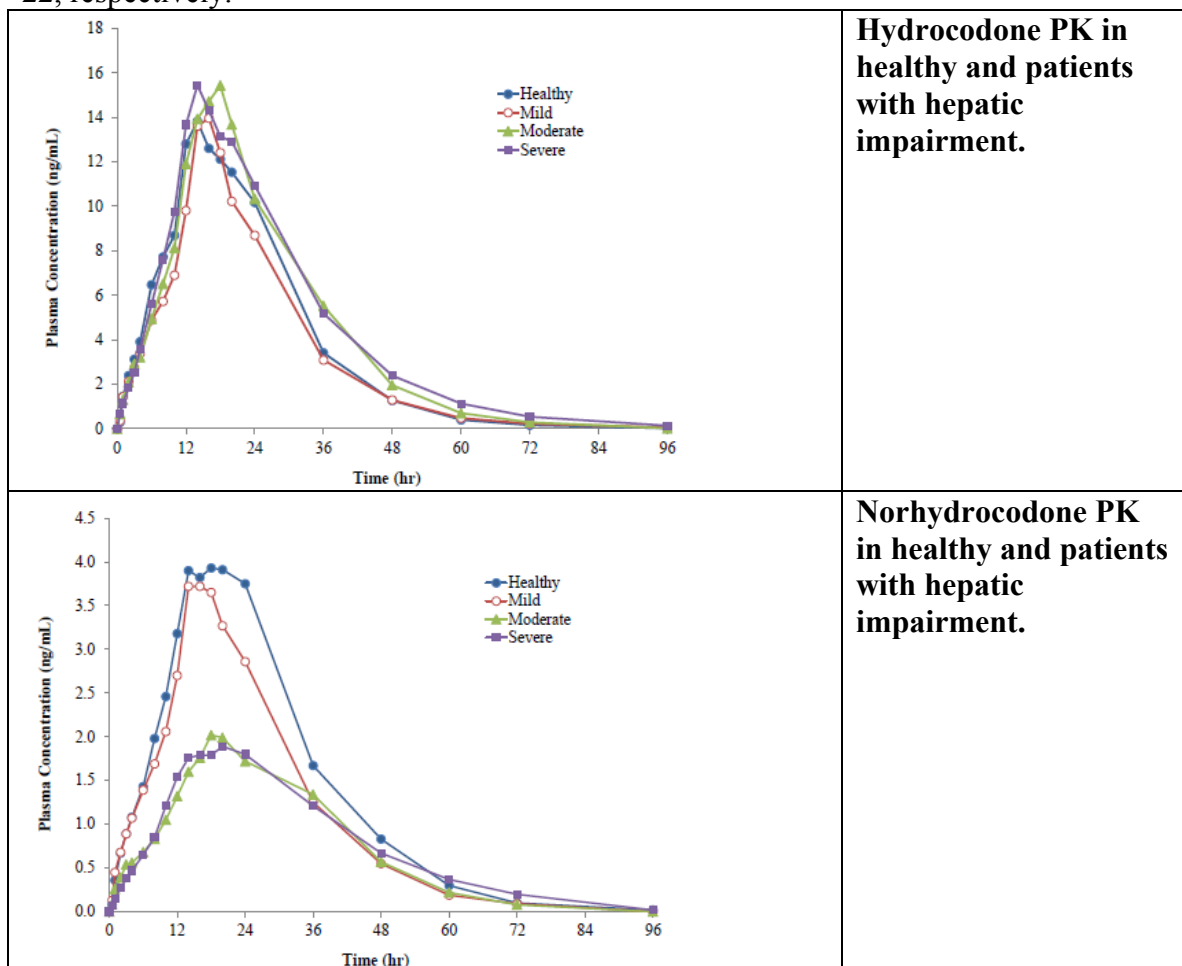 22, respectively.
18
16
14
12
10
8
6
4
2
0
Plasma Concentration (ng/mL)
Healthy
Mild
Moderate
Severe
0 12 24 36 48 60 72 84 96
Time (hr)
Hydrocodone PK in
healthy and patients
with hepatic
impairment.
4.5
4.0
3.5
3.0
2.5
2.0
1.5
1.0
0.5
0.0
Plasma Concentration (ng/mL)
Healthy
Mild
Moderate
Severe
0 12 24 36 48 60 72 84 96
Time (hr)
Norhydrocodone PK
in healthy and patients
with hepatic
impairment.